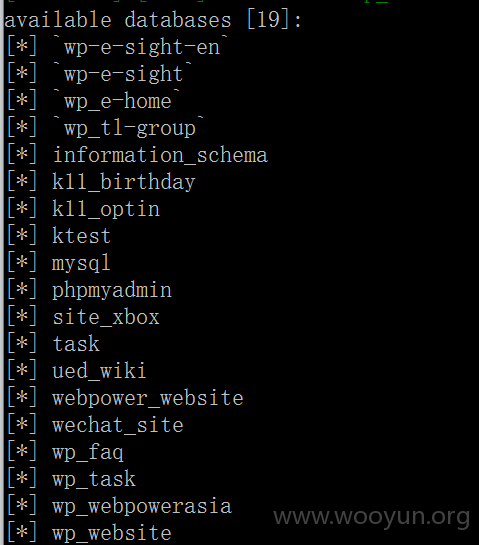 available databases [19]:
[*] `wp-e-sight-en`
[*] `wp-e-sight`
[*] `wp_e-home`
[*] `wp_tl-group`
[*] information_schema
[*] kll_birthday
[*] kll_optin
[*] ktest
[*] mysql
[*] phpmyadmin
[*] site_xbox
[*] task
[*] ued_wiki
[*] webpower_website
[*] wechat_site
[*] wp_faq
[*] wp_task
[*] wp_webpowerasia
[*] wp_website
www.wooyun.org